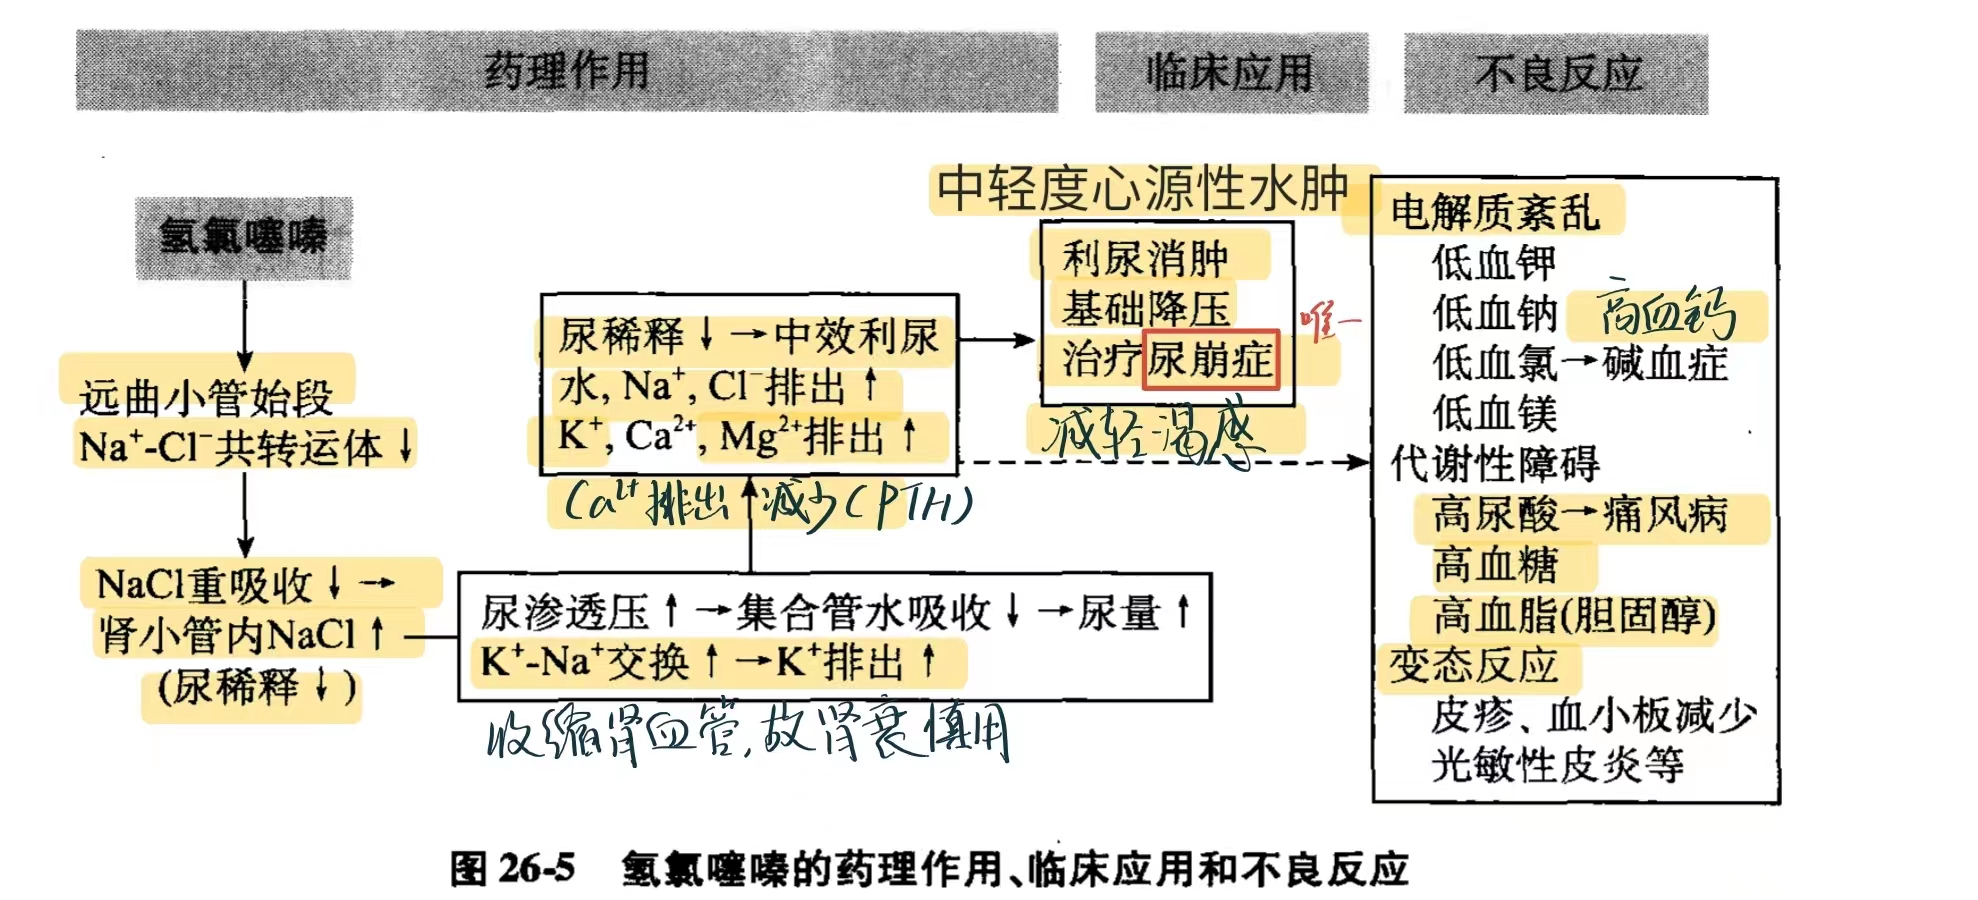 药理作用
临床应用
不良反应
氢氯噻嗪
远曲小管始段
Na⁺-Cl⁻共转运体↓
NaCl重吸收↓→
肾小管内NaCl↑
(尿稀释↓)
尿渗透压↑→集合管水吸收↓→尿量↑
K⁺-Na⁺交换↑→K⁺排出↑
收缩肾血管,故肾衰慎用
尿稀释↓→中效利尿
水, Na⁺, Cl⁻排出↑
K⁺, Ca²⁺, Mg²⁺排出↑
Ca²⁺排出 减少(PTH)
中轻度心源性水肿
利尿消肿
基础降压
治疗尿崩症
唯一
减轻渴感
电解质紊乱
低血钾
低血钠 高血钙
低血氯→碱血症
低血镁
代谢性障碍
高尿酸→痛风病
高血糖
高血脂(胆固醇)
变态反应
皮疹、血小板减少
光敏性皮炎等
图 26-5 氢氯噻嗪的药理作用、临床应用和不良反应